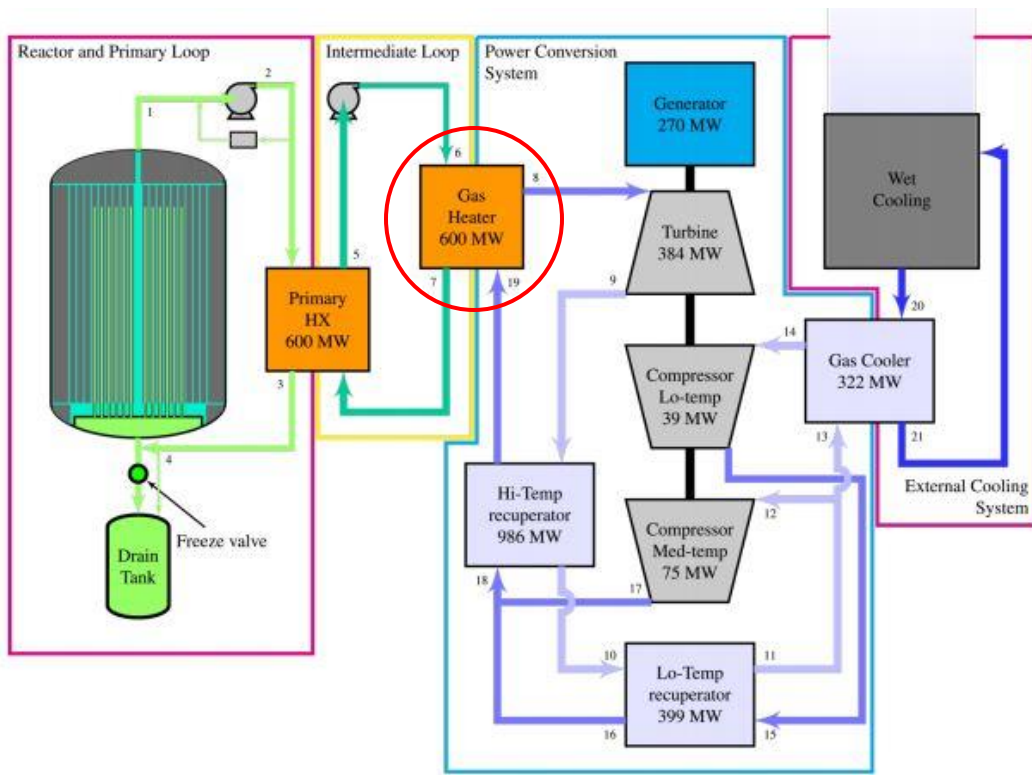 Reactor and Primary Loop
Intermediate Loop
Power Conversion
System
1
2
Generator
270 MW
6
8
Gas
Heater
600 MW
Wet
Cooling
Turbine
384 MW
5
7
19
9
Primary
HX
600 MW
20
14
Gas Cooler
322 MW
Compressor
Lo-temp
39 MW
3
13
21
4
Hi-Temp
recuperator
986 MW
External Cooling
System
12
Compressor
Med-temp
75 MW
Freeze valve
Drain
Tank
18
17
10
11
Lo-Temp
recuperator
399 MW
16
15